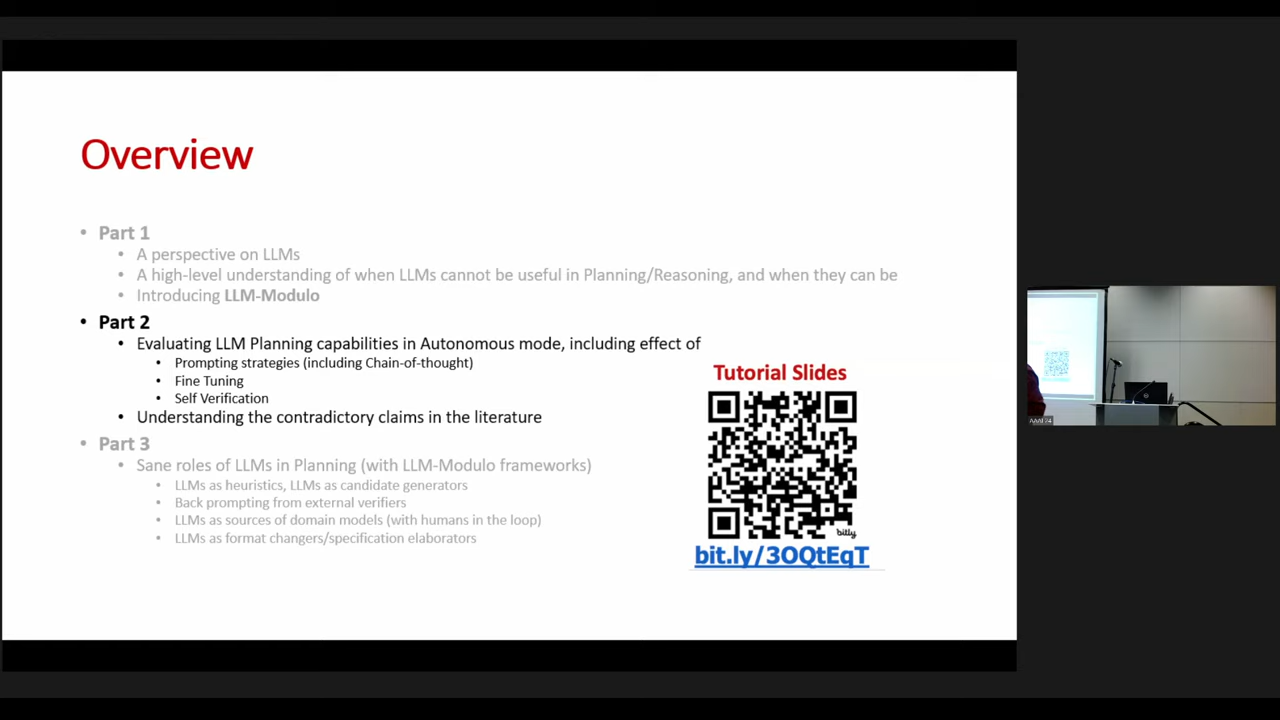 Overview
• Part 1
• A perspective on LLMs
• A high-level understanding of when LLMs cannot be useful in Planning/Reasoning, and when they can be
• Introducing LLM-Modulo
• Part 2
• Evaluating LLM Planning capabilities in Autonomous mode, including effect of
• Prompting strategies (including Chain-of-thought)
• Fine Tuning
• Self Verification
• Understanding the contradictory claims in the literature
• Part 3
• Sane roles of LLMs in Planning (with LLM-Modulo frameworks)
• LLMs as heuristics, LLMs as candidate generators
• Back prompting from external verifiers
• LLMs as sources of domain models (with humans in the loop)
• LLMs as format changers/specification elaborators
Tutorial Slides
bitly
bit.ly/3OQtEqT